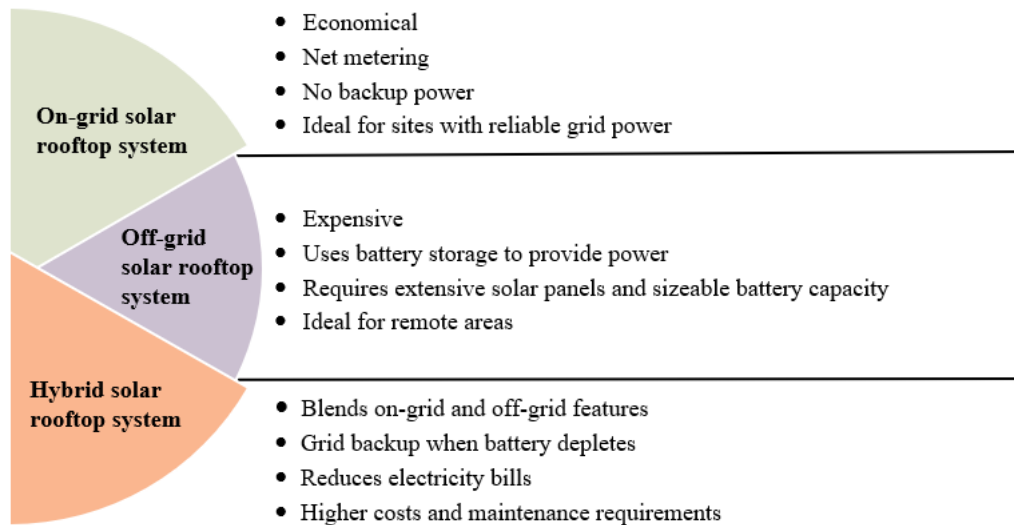 On-grid solar
rooftop system
• Economical
• Net metering
• No backup power
• Ideal for sites with reliable grid power
Off-grid
solar rooftop
system
• Expensive
• Uses battery storage to provide power
• Requires extensive solar panels and sizeable battery capacity
• Ideal for remote areas
Hybrid solar
rooftop system
• Blends on-grid and off-grid features
• Grid backup when battery depletes
• Reduces electricity bills
• Higher costs and maintenance requirements